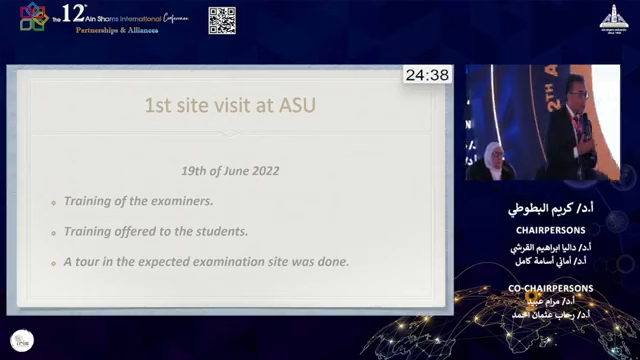 The 12th Ain Shams International Conference
Partnerships & Alliances
24:38
1st site visit at ASU
19th of June 2022
Training of the examiners.
Training offered to the students.
A tour in the expected examination site was done.
أ.د/ كريم البطوطي
CHAIRPERSONS
أ.د/ داليا ابراهيم القرشي
أ.د/ أماني أسامة كامل
CO-CHAIRPERSONS
أ.د/ مرام عبيد
أ.د/ رحاب عثمان احمد
iris